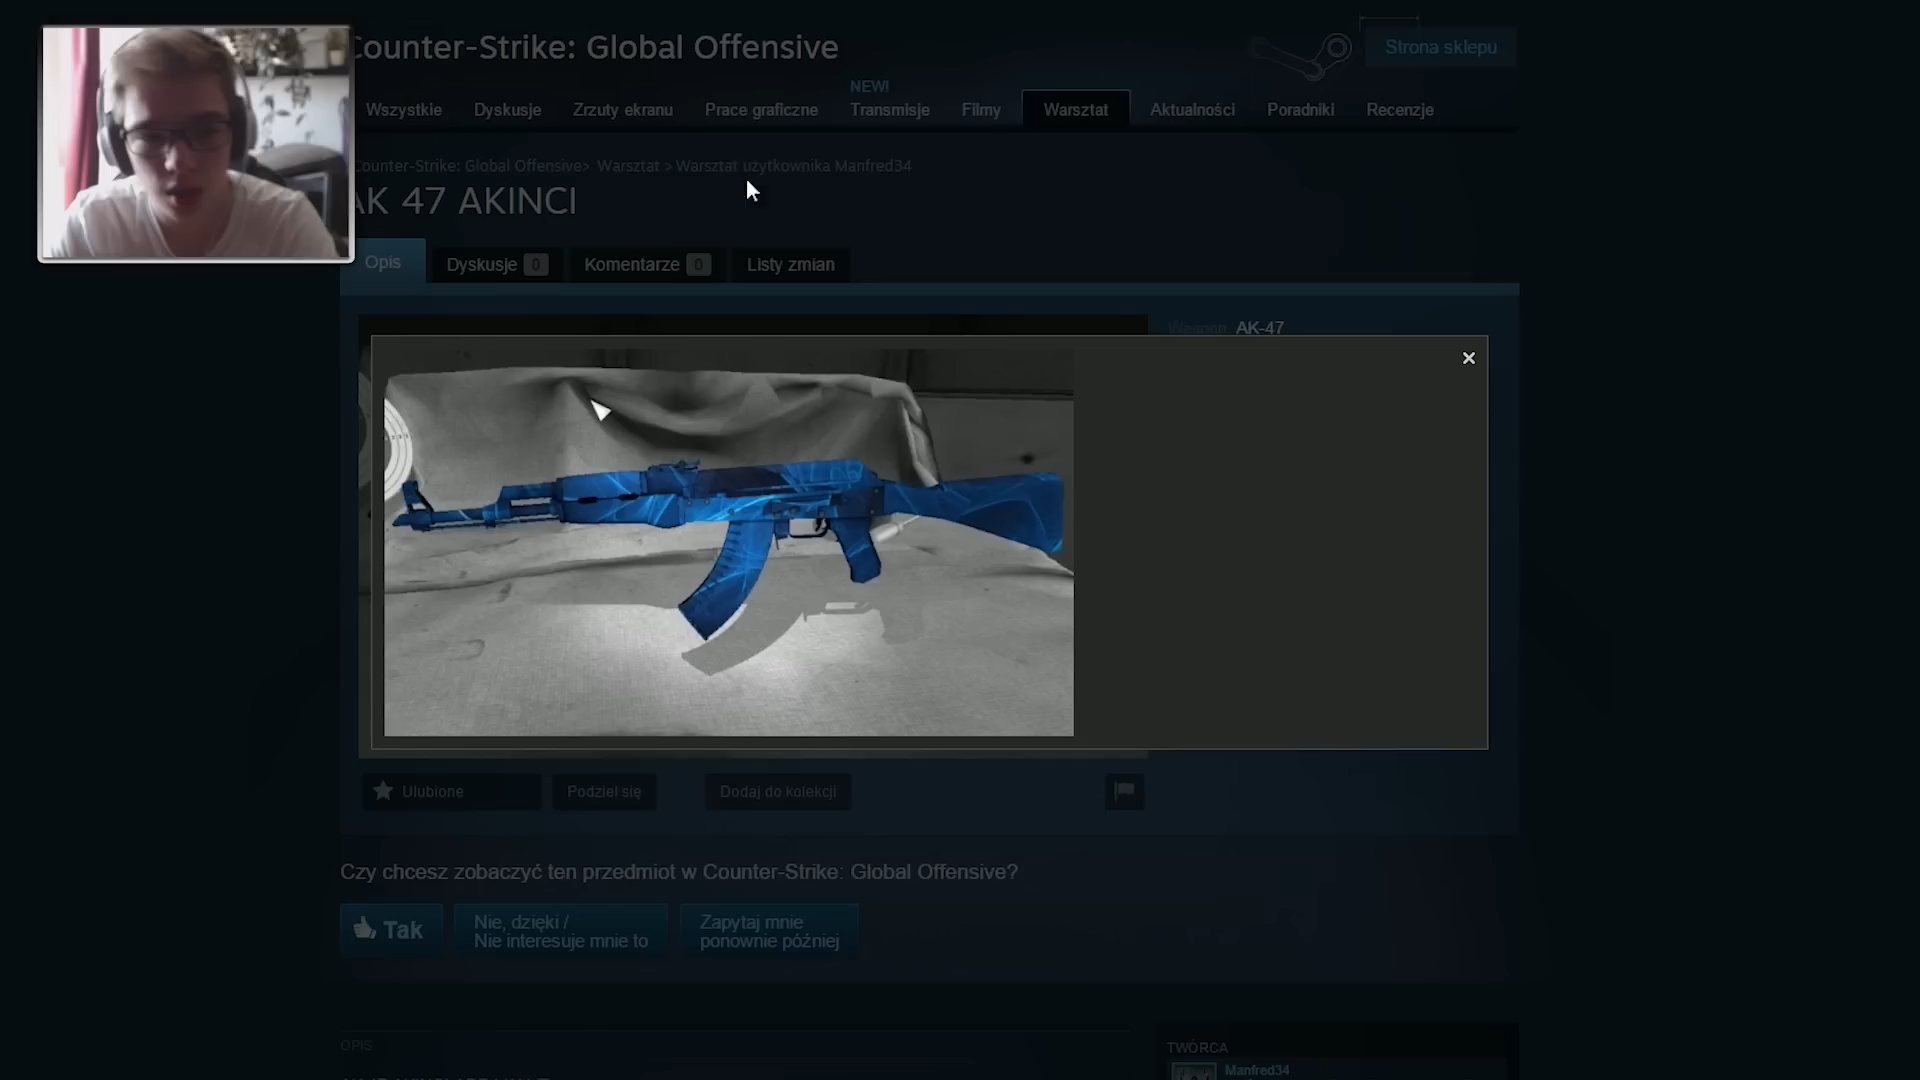 Counter-Strike: Global Offensive
Strona sklepu
NEW!
Wszystkie Dyskusje Zrzuty ekranu Prace graficzne Transmisje Filmy Warsztat Aktualności Poradniki Recenzje
Counter-Strike: Global Offensive> Warsztat > Warsztat użytkownika Manfred34
AK 47 AKINCI
Opis Dyskusje 0 Komentarze 0 Listy zmian
Weapon: AK-47
Ulubione Podziel się Dodaj do kolekcji
Czy chcesz zobaczyć ten przedmiot w Counter-Strike: Global Offensive?
Tak
Nie, dzięki /
Nie interesuje mnie to
Zapytaj mnie
ponownie później
OPIS
TWÓRCA
Manfred34